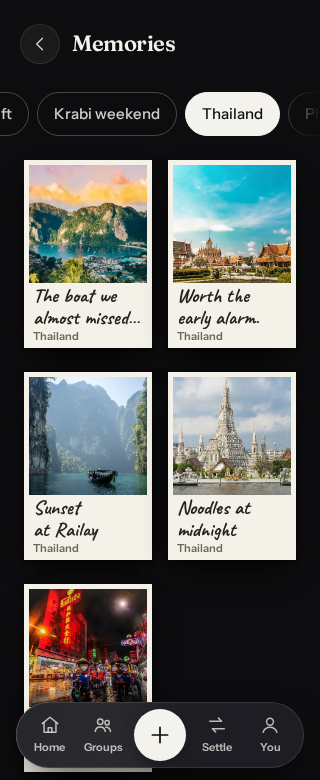 Memories
ft
Krabi weekend
Thailand
The boat we
almost missed...
Thailand
Worth the
early alarm.
Thailand
Sunset
at Railay
Thailand
Noodles at
midnight
Thailand
Home
Groups
Settle
You